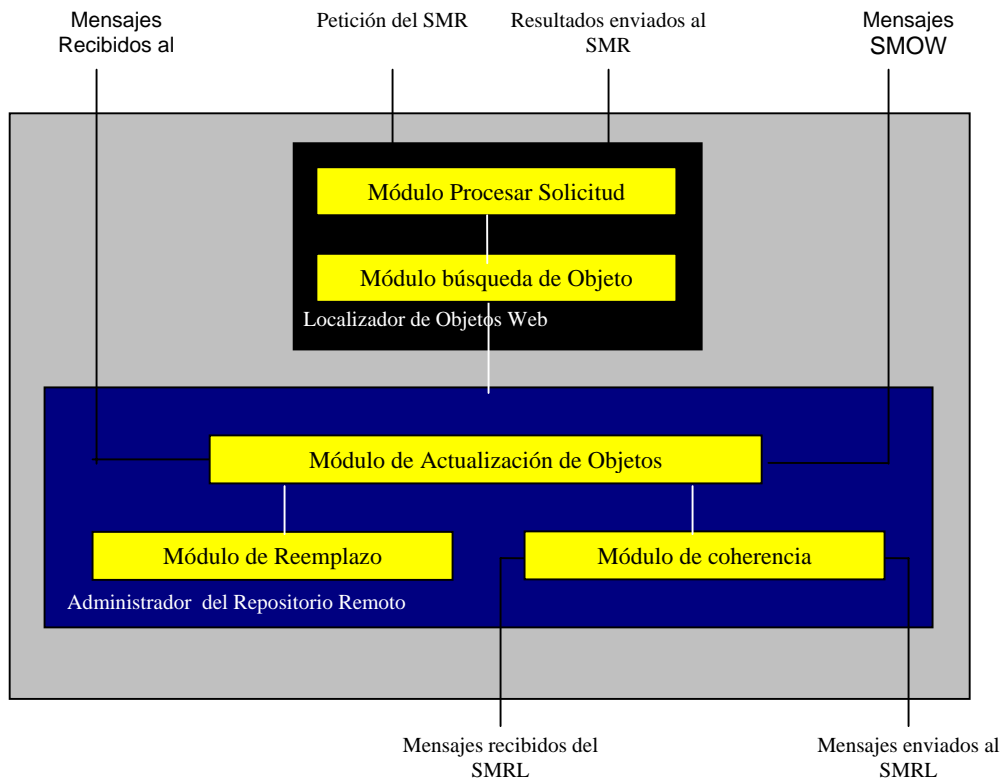 Mensajes
Recibidos al
Petición del SMR
Resultados enviados al
SMR
Mensajes
SMOW
Módulo Procesar Solicitud
Módulo búsqueda de Objeto
Localizador de Objetos Web
Módulo de Actualización de Objetos
Módulo de Reemplazo
Módulo de coherencia
Administrador del Repositorio Remoto
Mensajes recibidos del
SMRL
Mensajes enviados al
SMRL